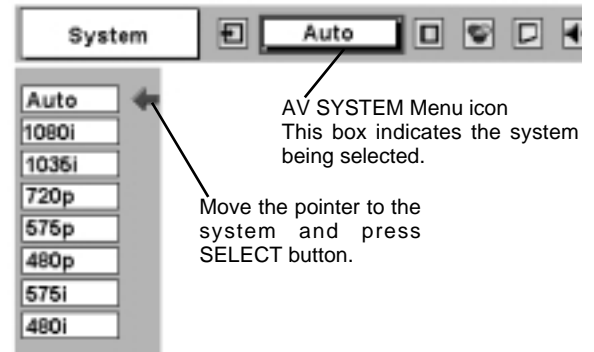 System
Auto
Auto
1080i
1035i
720p
575p
480p
575i
480i
AV SYSTEM Menu icon
This box indicates the system
being selected.
Move the pointer to the
system and press
SELECT button.